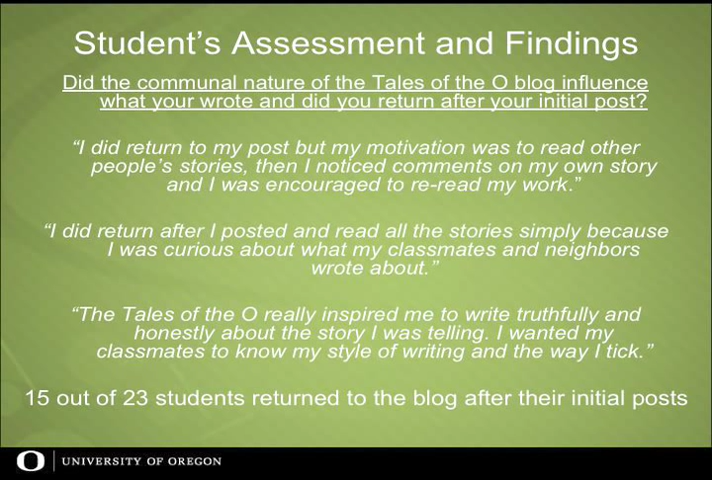 Student's Assessment and Findings
Did the communal nature of the Tales of the O blog influence
what your wrote and did you return after your initial post?
“I did return to my post but my motivation was to read other
people's stories, then I noticed comments on my own story
and I was encouraged to re-read my work.”
“I did return after I posted and read all the stories simply because
I was curious about what my classmates and neighbors
wrote about.”
“The Tales of the O really inspired me to write truthfully and
honestly about the story I was telling. I wanted my
classmates to know my style of writing and the way I tick.”
15 out of 23 students returned to the blog after their initial posts
O UNIVERSITY OF OREGON